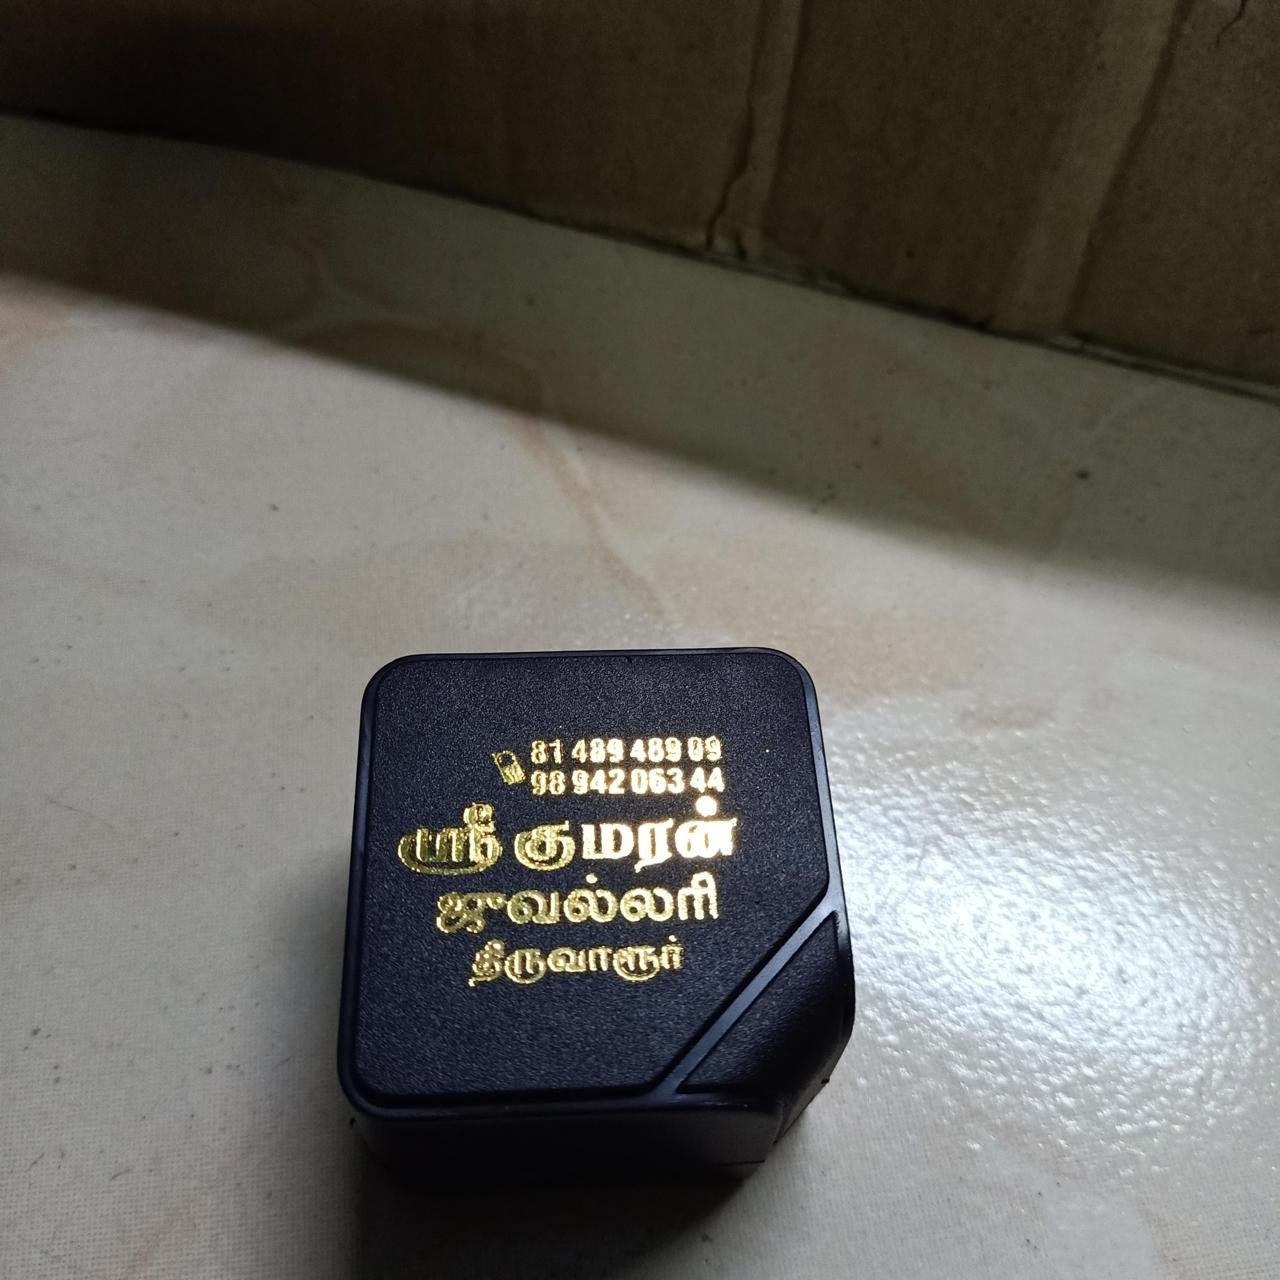 81 489 489 09
98 942 063 44
ஸ்ரீ குமரன்
ஜுவல்லரி
திருவாரூர்